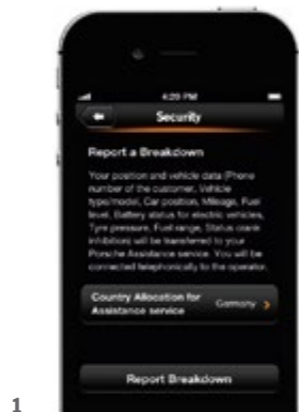 4:29 PM
Security
Report a Breakdown
Your position and vehicle data (Phone
number of the customer, Vehicle
type/model, Car position, Mileage, Fuel
level, Battery status for electric vehicles,
Tyre pressure, Fuel range, Status crank
inhibition) will be transferred to your
Porsche Assistance service. You will be
connected telephonically to the operator.
Country Allocation for
Assistance service
Germany
Report Breakdown
1